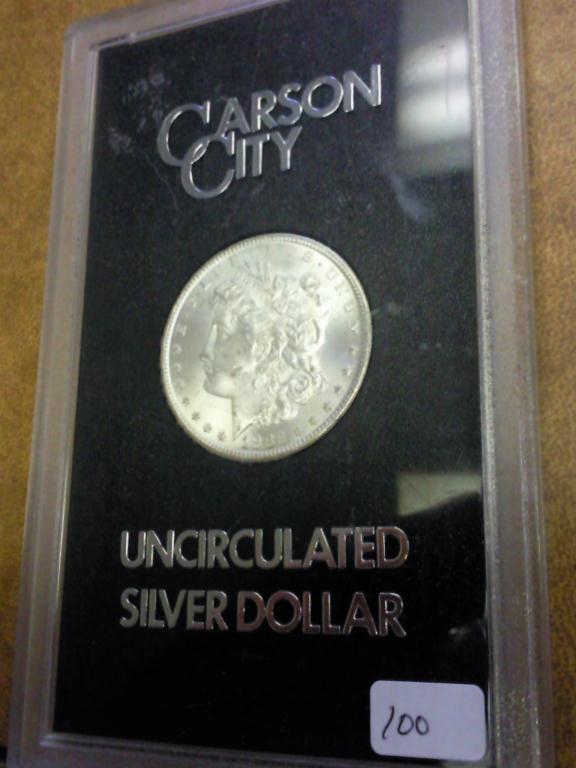 CARSON
CITY
UNCIRCULATED
SILVER DOLLAR
100